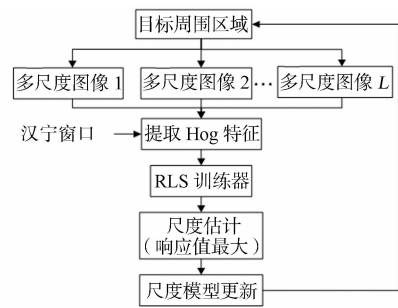 目标周围区域
多尺度图像 1
多尺度图像 2
…
多尺度图像 L
汉宁窗口
提取 Hog 特征
RLS 训练器
尺度估计
（响应值最大）
尺度模型更新